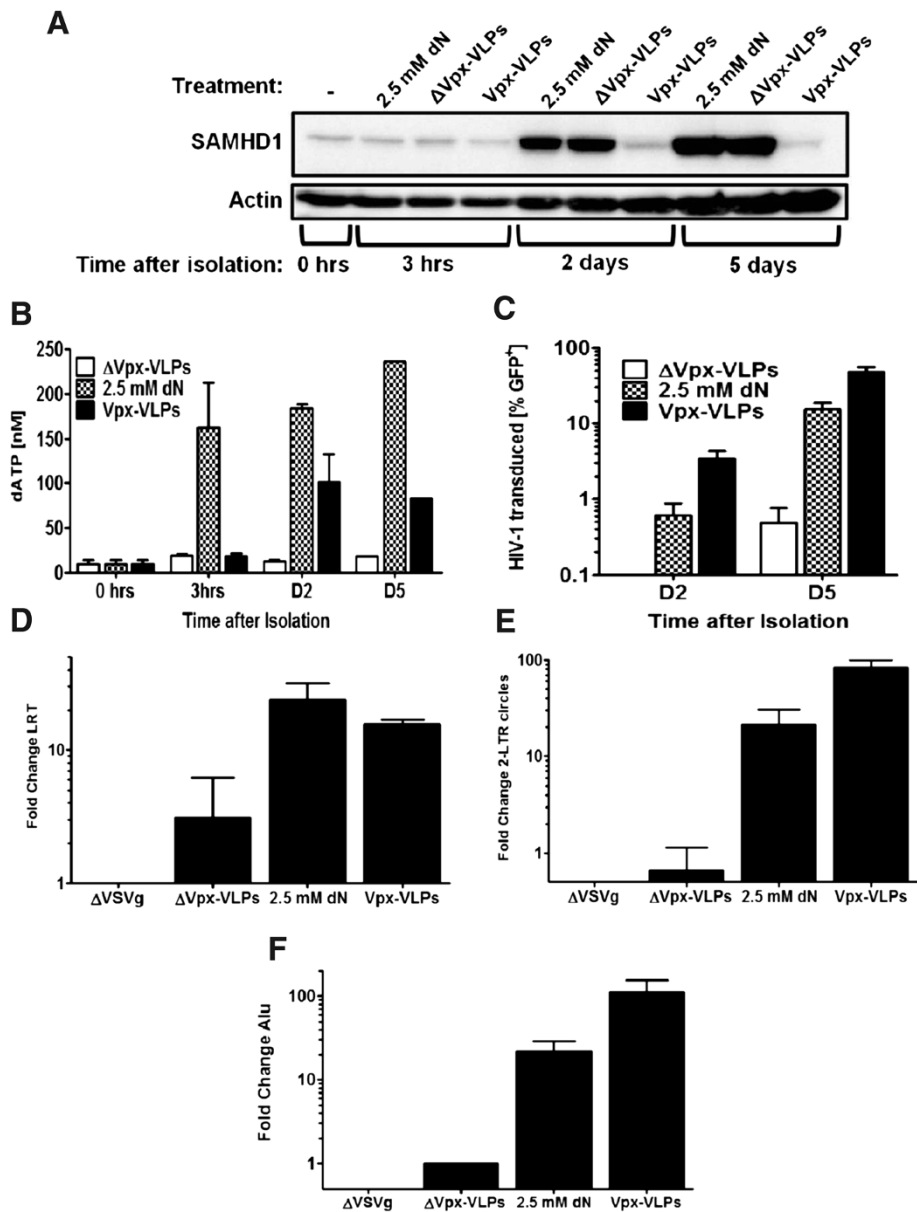 A
Treatment:
-
2.5 mM dN
ΔVpx-VLPs
Vpx-VLPs
2.5 mM dN
ΔVpx-VLPs
Vpx-VLPs
2.5 mM dN
ΔVpx-VLPs
Vpx-VLPs
SAMHD1
Actin
Time after isolation: 0 hrs 3 hrs 2 days 5 days
B
dATP [nM]
250
200
150
100
50
0
ΔVpx-VLPs
2.5 mM dN
Vpx-VLPs
0 hrs 3hrs D2 D5
Time after Isolation
C
HIV-1 transduced [% GFP⁺]
100
10
1
0.1
ΔVpx-VLPs
2.5 mM dN
Vpx-VLPs
D2 D5
Time after Isolation
D
Fold Change LRT
10
1
ΔVSVg ΔVpx-VLPs 2.5 mM dN Vpx-VLPs
E
Fold Change 2-LTR circles
100
10
1
ΔVSVg ΔVpx-VLPs 2.5 mM dN Vpx-VLPs
F
Fold Change Alu
100
10
1
ΔVSVg ΔVpx-VLPs 2.5 mM dN Vpx-VLPs